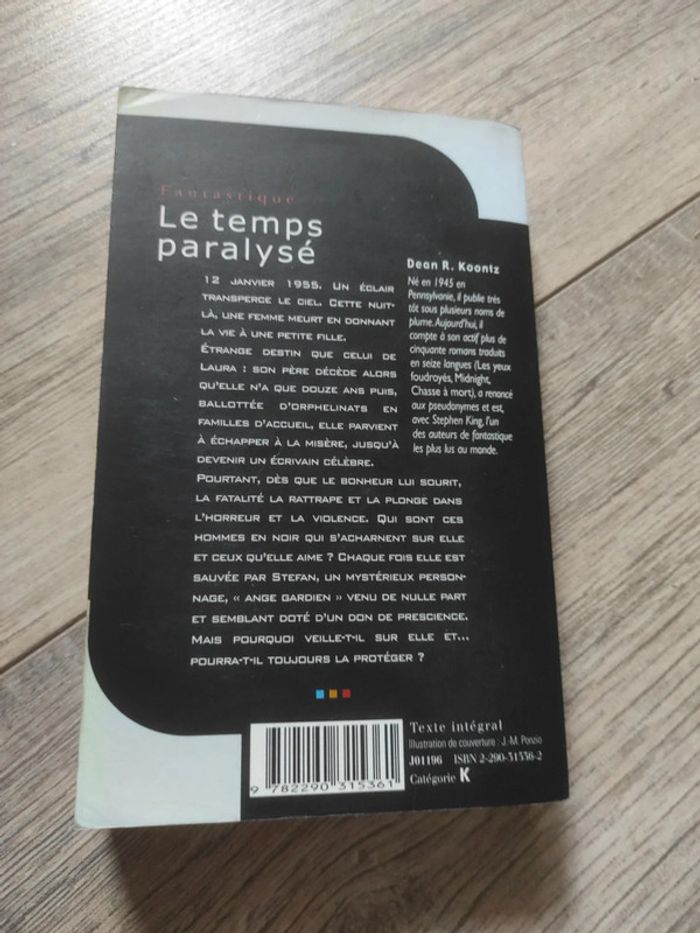 Fantastique
Le temps
paralysé
12 JANVIER 1955. UN ÉCLAIR
TRANSPERCE LE CIEL. CETTE NUIT-
LÀ, UNE FEMME MEURT EN DONNANT
LA VIE À UNE PETITE FILLE.
ÉTRANGE DESTIN QUE CELUI DE
LAURA : SON PÈRE DÉCÈDE ALORS
QU'ELLE N'A QUE DOUZE ANS PUIS,
BALLOTTÉE D'ORPHELINATS EN
FAMILLES D'ACCUEIL, ELLE PARVIENT
À ÉCHAPPER À LA MISÈRE, JUSQU'À
DEVENIR UN ÉCRIVAIN CÉLÈBRE.
POURTANT, DÈS QUE LE BONHEUR LUI SOURIT,
LA FATALITÉ LA RATTRAPE ET LA PLONGE DANS
L'HORREUR ET LA VIOLENCE. QUI SONT CES
HOMMES EN NOIR QUI S'ACHARNENT SUR ELLE
ET CEUX QU'ELLE AIME ? CHAQUE FOIS ELLE EST
SAUVÉE PAR STEFAN, UN MYSTÉRIEUX PERSON-
NAGE, « ANGE GARDIEN » VENU DE NULLE PART
ET SEMBLANT DOTÉ D'UN DON DE PRESCIENCE.
MAIS POURQUOI VEILLE-T-IL SUR ELLE ET...
POURRA-T-IL TOUJOURS LA PROTÉGER ?
Dean R. Koontz
Né en 1945 en
Pennsylvanie, il publie très
tôt sous plusieurs noms de
plume. Aujourd'hui, il
compte à son actif plus de
cinquante romans traduits
en seize langues (Les yeux
foudroyés, Midnight,
Chasse à mort), a renoncé
aux pseudonymes et est,
avec Stephen King, l'un
des auteurs de fantastique
les plus lus au monde.
9 782290 315361
Texte intégral
Illustration de couverture : J.-M. Ponzio
J01196 ISBN 2-290-31536-2
Catégorie K